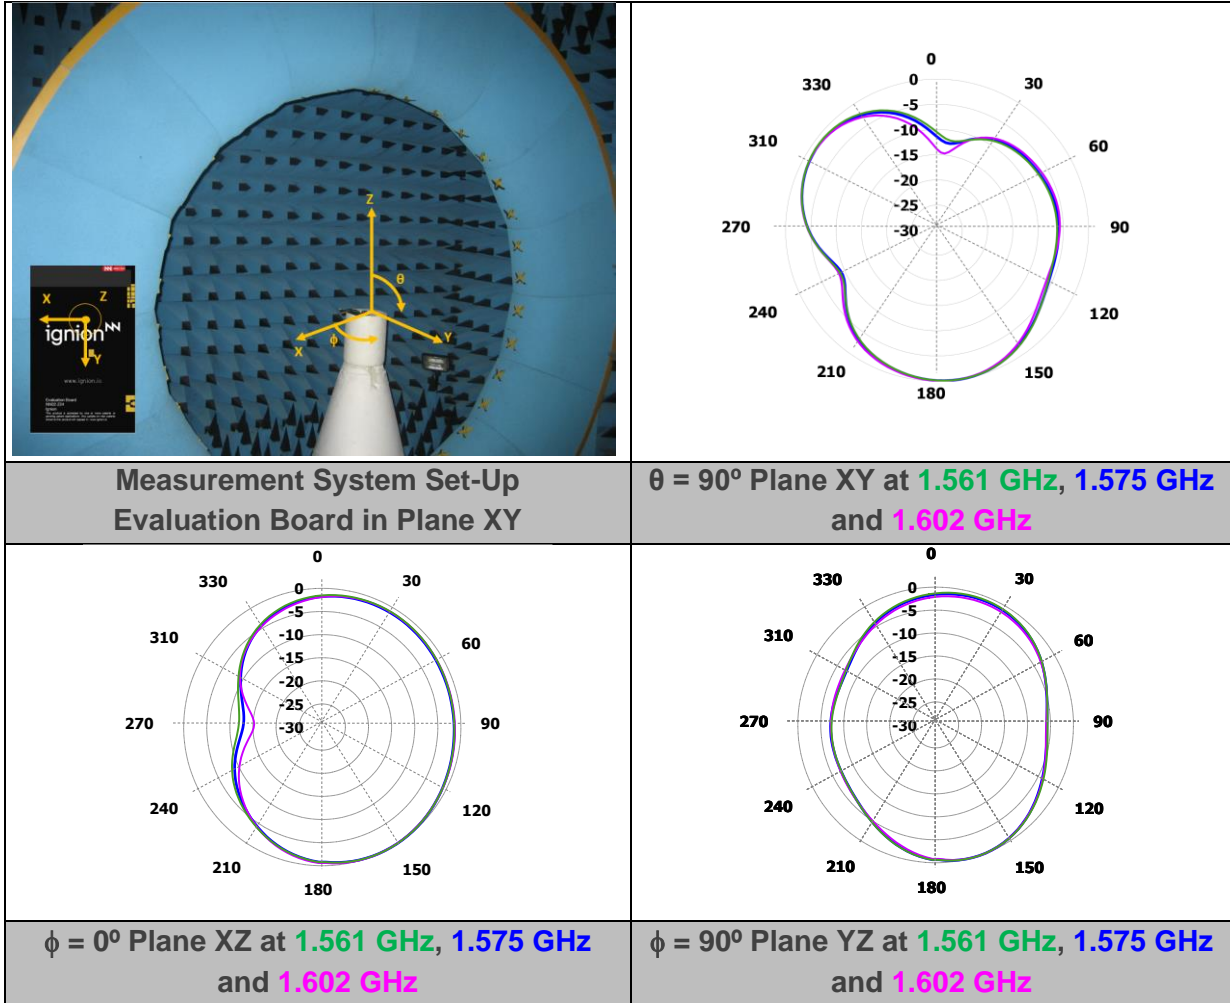 Z
θ
X
ϕ
Y
X
Z
ignion
Y
www.ignion.io
Evaluation Board
Ignion
0
330
30
0
-5
310
-10
60
-15
-20
-25
270
-30
90
240
120
210
150
180
Measurement System Set-Up
Evaluation Board in Plane XY
θ = 90º Plane XY at 1.561 GHz, 1.575 GHz
and 1.602 GHz
0
330
30
0
-5
310
-10
60
-15
-20
-25
270
-30
90
240
120
210
150
180
0
330
30
0
-5
310
-10
60
-15
-20
-25
270
-30
90
240
120
210
150
180
ϕ = 0º Plane XZ at 1.561 GHz, 1.575 GHz
and 1.602 GHz
ϕ = 90º Plane YZ at 1.561 GHz, 1.575 GHz
and 1.602 GHz